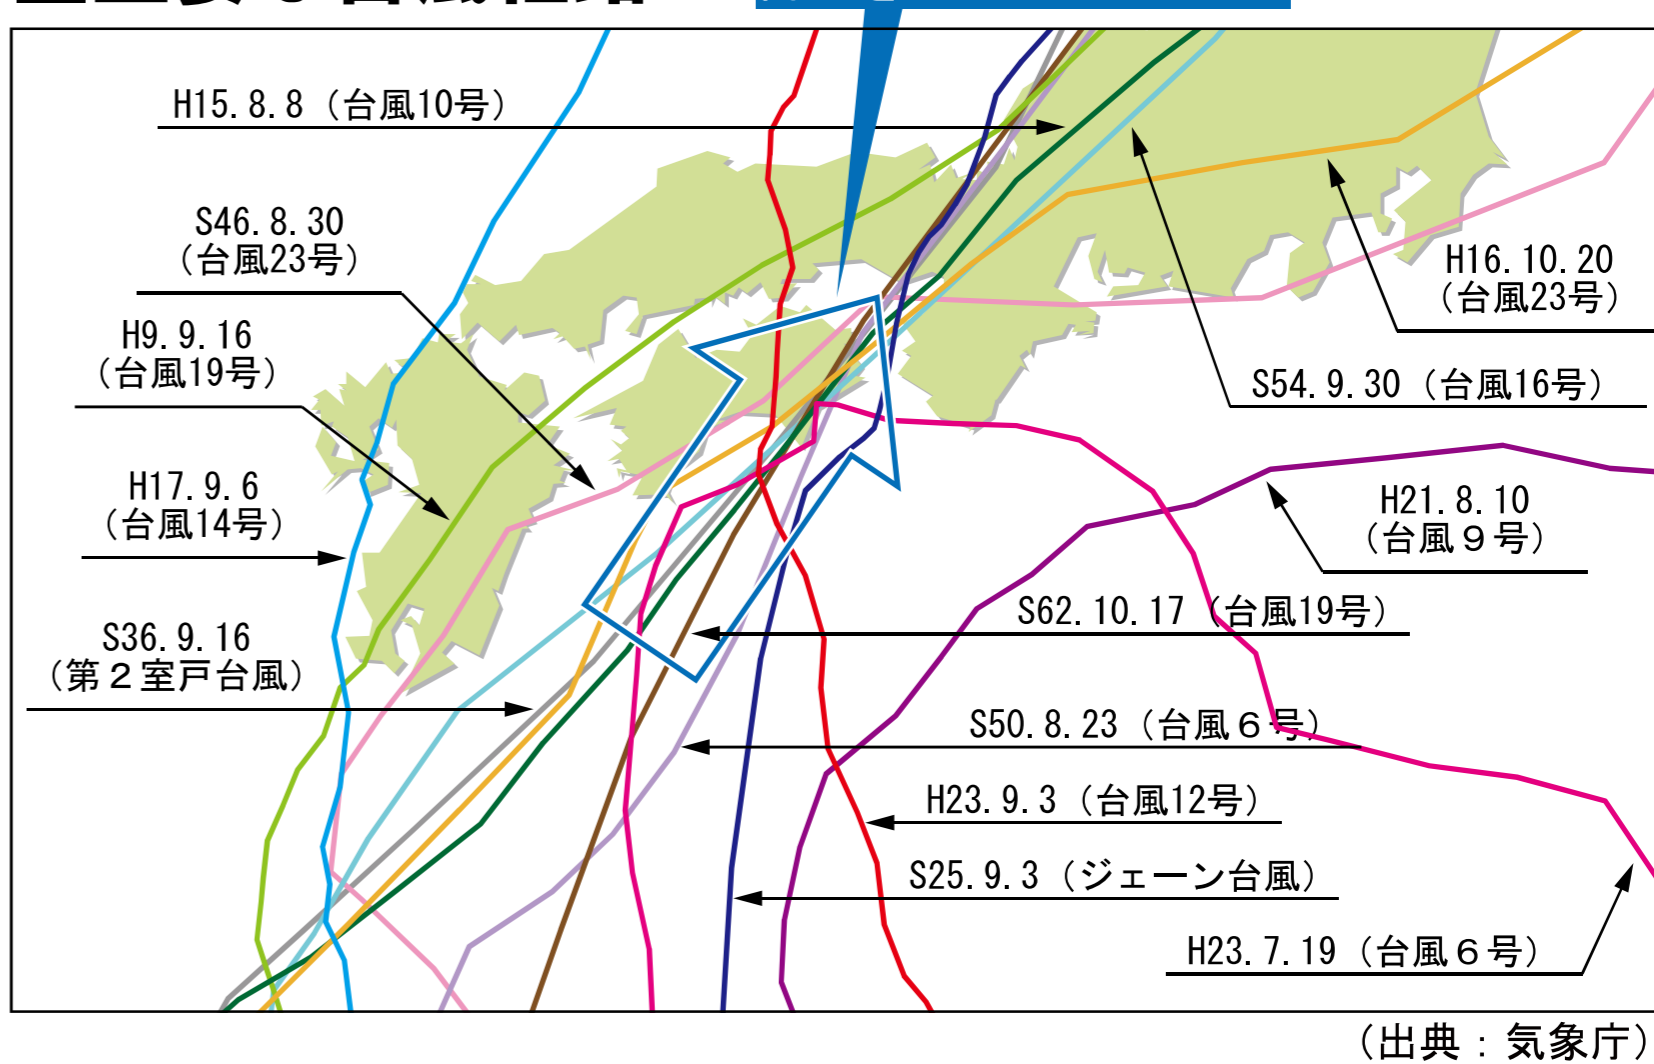 H15.8.8（台風10号）
S46.8.30
（台風23号）
H9.9.16
（台風19号）
H17.9.6
（台風14号）
S36.9.16
（第２室戸台風）
H16.10.20
（台風23号）
S54.9.30（台風16号）
H21.8.10
（台風９号）
S62.10.17（台風19号）
S50.8.23（台風６号）
H23.9.3（台風12号）
S25.9.3（ジェーン台風）
H23.7.19（台風６号）
（出典：気象庁）